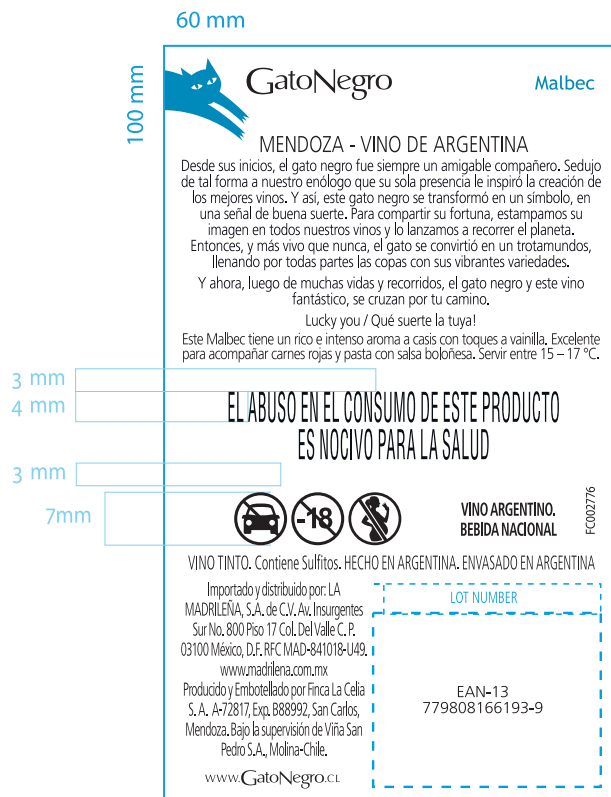 60 mm
100 mm
GatoNegro
Malbec
MENDOZA - VINO DE ARGENTINA
Desde sus inicios, el gato negro fue siempre un amigable compañero. Sedujo
de tal forma a nuestro enólogo que su sola presencia le inspiró la creación de
los mejores vinos. Y así, este gato negro se transformó en un símbolo, en
una señal de buena suerte. Para compartir su fortuna, estampamos su
imagen en todos nuestros vinos y lo lanzamos a recorrer el planeta.
Entonces, y más vivo que nunca, el gato se convirtió en un trotamundos,
llenando por todas partes las copas con sus vibrantes variedades.
Y ahora, luego de muchas vidas y recorridos, el gato negro y este vino
fantástico, se cruzan por tu camino.
Lucky you / Qué suerte la tuya!
Este Malbec tiene un rico e intenso aroma a casis con toques a vainilla. Excelente
para acompañar carnes rojas y pasta con salsa boloñesa. Servir entre 15 – 17 °C.
3 mm
4 mm
EL ABUSO EN EL CONSUMO DE ESTE PRODUCTO
ES NOCIVO PARA LA SALUD
3 mm
7mm
-18
VINO ARGENTINO.
BEBIDA NACIONAL
FC002776
VINO TINTO. Contiene Sulfitos. HECHO EN ARGENTINA. ENVASADO EN ARGENTINA
Importado y distribuido por: LA
MADRILEÑA, S.A. de C.V. Av. Insurgentes
Sur No. 800 Piso 17 Col. Del Valle C. P.
03100 México, D.F. RFC MAD-841018-U49.
www.madrilena.com.mx
Producido y Embotellado por Finca La Celia
S. A. A-72817, Exp. B88992, San Carlos,
Mendoza. Bajo la supervisión de Viña San
Pedro S.A., Molina-Chile.
www.GatoNegro.CL
LOT NUMBER
EAN-13
779808166193-9